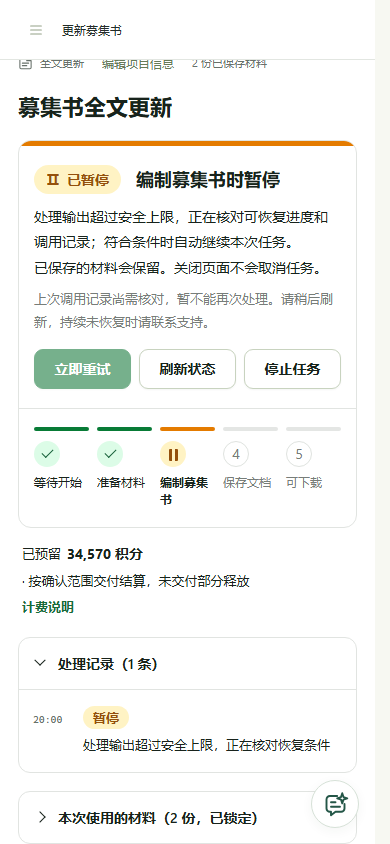 更新募集书
全文更新 编辑项目信息 2 份已保存材料
募集书全文更新
已暂停 编制募集书时暂停
处理输出超过安全上限，正在核对可恢复进度和
调用记录；符合条件时自动继续本次任务。
已保存的材料会保留。关闭页面不会取消任务。
上次调用记录尚需核对，暂不能再次处理。请稍后刷
新，持续未恢复时请联系支持。
立即重试 刷新状态 停止任务
4 5
等待开始 准备材料 编制募集 保存文档 可下载
书
已预留 34,570 积分
· 按确认范围交付结算，未交付部分释放
计费说明
处理记录（1 条）
20:00 暂停
处理输出超过安全上限，正在核对恢复条件
本次使用的材料（2 份，已锁定）